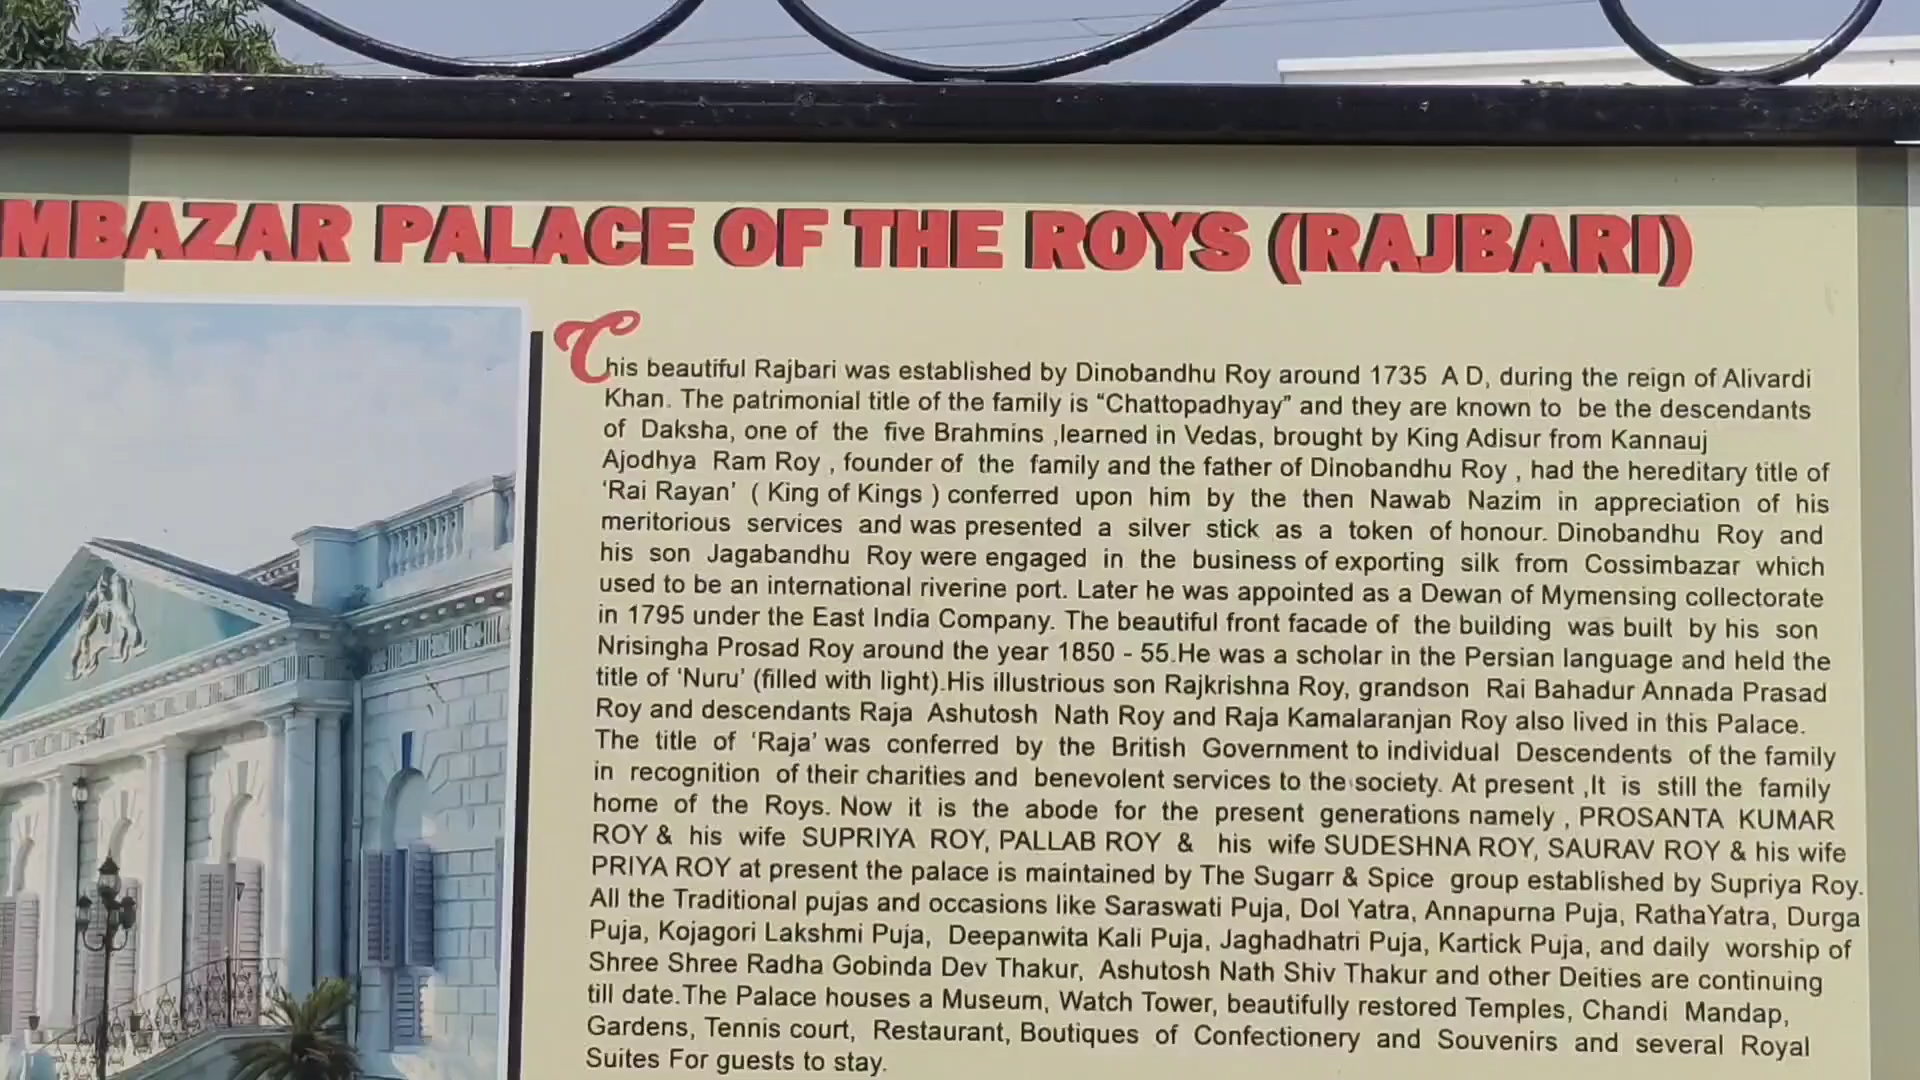 MBAZAR PALACE OF THE ROYS (RAJBARI)
This beautiful Rajbari was established by Dinobandhu Roy around 1735 A D, during the reign of Alivardi
Khan. The patrimonial title of the family is “Chattopadhyay” and they are known to be the descendants
of Daksha, one of the five Brahmins ,learned in Vedas, brought by King Adisur from Kannauj
Ajodhya Ram Roy , founder of the family and the father of Dinobandhu Roy , had the hereditary title of
‘Rai Rayan’ ( King of Kings ) conferred upon him by the then Nawab Nazim in appreciation of his
meritorious services and was presented a silver stick as a token of honour. Dinobandhu Roy and
his son Jagabandhu Roy were engaged in the business of exporting silk from Cossimbazar which
used to be an international riverine port. Later he was appointed as a Dewan of Mymensing collectorate
in 1795 under the East India Company. The beautiful front facade of the building was built by his son
Nrisingha Prosad Roy around the year 1850 - 55.He was a scholar in the Persian language and held the
title of ‘Nuru’ (filled with light).His illustrious son Rajkrishna Roy, grandson Rai Bahadur Annada Prasad
Roy and descendants Raja Ashutosh Nath Roy and Raja Kamalaranjan Roy also lived in this Palace.
The title of ‘Raja’ was conferred by the British Government to individual Descendents of the family
in recognition of their charities and benevolent services to the society. At present ,It is still the family
home of the Roys. Now it is the abode for the present generations namely , PROSANTA KUMAR
ROY & his wife SUPRIYA ROY, PALLAB ROY & his wife SUDESHNA ROY, SAURAV ROY & his wife
PRIYA ROY at present the palace is maintained by The Sugarr & Spice group established by Supriya Roy.
All the Traditional pujas and occasions like Saraswati Puja, Dol Yatra, Annapurna Puja, RathaYatra, Durga
Puja, Kojagori Lakshmi Puja, Deepanwita Kali Puja, Jaghadhatri Puja, Kartick Puja, and daily worship of
Shree Shree Radha Gobinda Dev Thakur, Ashutosh Nath Shiv Thakur and other Deities are continuing
till date.The Palace houses a Museum, Watch Tower, beautifully restored Temples, Chandi Mandap,
Gardens, Tennis court, Restaurant, Boutiques of Confectionery and Souvenirs and several Royal
Suites For guests to stay.